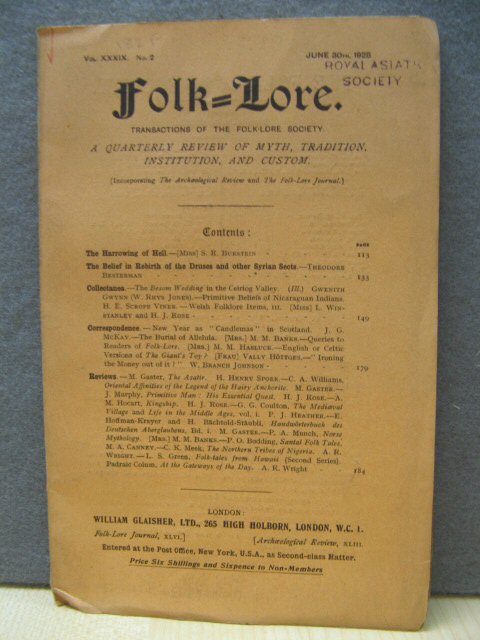 VOL. XXXIX. No. 2
JUNE 30TH, 1928
ROYAL ASIATIC
SOCIETY
Folk=Lore.
TRANSACTIONS OF THE FOLK-LORE SOCIETY.
A QUARTERLY REVIEW OF MYTH, TRADITION,
INSTITUTION, AND CUSTOM.
(Incorporating The Archæological Review and The Folk-Lore Journal.)
Contents:
PAGE
The Harrowing of Hell.—[MISS] S. R. BURSTEIN 113
The Belief in Rebirth of the Druses and other Syrian Sects.—THEODORE
BESTERMAN 133
Collectanea.—The Besom Wedding in the Ceiriog Valley. (Ill.) GWENITH
GWYNN (W. RHYS JONES).—Primitive Beliefs of Nicaraguan Indians.
H. E. SCROPE VINER.—Welsh Folklore Items, III. [MISS] L. WIN-
STANLEY and H. J. ROSE 149
Correspondence.—New Year as "Candlemas" in Scotland. J. G.
MCKAY.—The Burial of Alleluia. [MRS.] M. M. BANKS.—Queries to
Readers of Folk-Lore. [MRS.] M. M. HASLUCK.—English or Celtic
Versions of The Giant's Toy? [FRAU] VALLY HÜTTGES.—"Ironing
the Money out of it?" W. BRANCH JOHNSON 179
Reviews.—M. Gaster, The Asatir. H. HENRY SPOER.—C. A. Williams,
Oriental Affinities of the Legend of the Hairy Anchorite. M. GASTER.—
J. Murphy, Primitive Man: His Essential Quest. H. J. ROSE.—A.
M. Hocart, Kingship. H. J. ROSE.—G. G. Coulton, The Mediæval
Village and Life in the Middle Ages, vol. i. P. J. HEATHER.—E.
Hoffman-Krayer and H. Bächtold-Stäubli, Handwörterbuch des
Deutschen Aberglaubens, Bd. i. M. GASTER.—P. A. Munch, Norse
Mythology. [MRS.] M. M. BANKS.—P. O. Bodding, Santal Folk Tales.
M. A. CANNEY.—C. K. Meek, The Northern Tribes of Nigeria. A. R.
WRIGHT.—L. S. Green, Folk-tales from Hawaii (Second Series).
Padraic Colum, At the Gateways of the Day. A. R. WRIGHT 184
LONDON:
WILLIAM GLAISHER, LTD., 265 HIGH HOLBORN, LONDON, W.C. 1.
Folk-Lore Journal, XLVI.] [Archæological Review, XLIII.
Entered at the Post Office, New York, U.S.A., as Second-class Matter.
Price Six Shillings and Sixpence to Non-Members